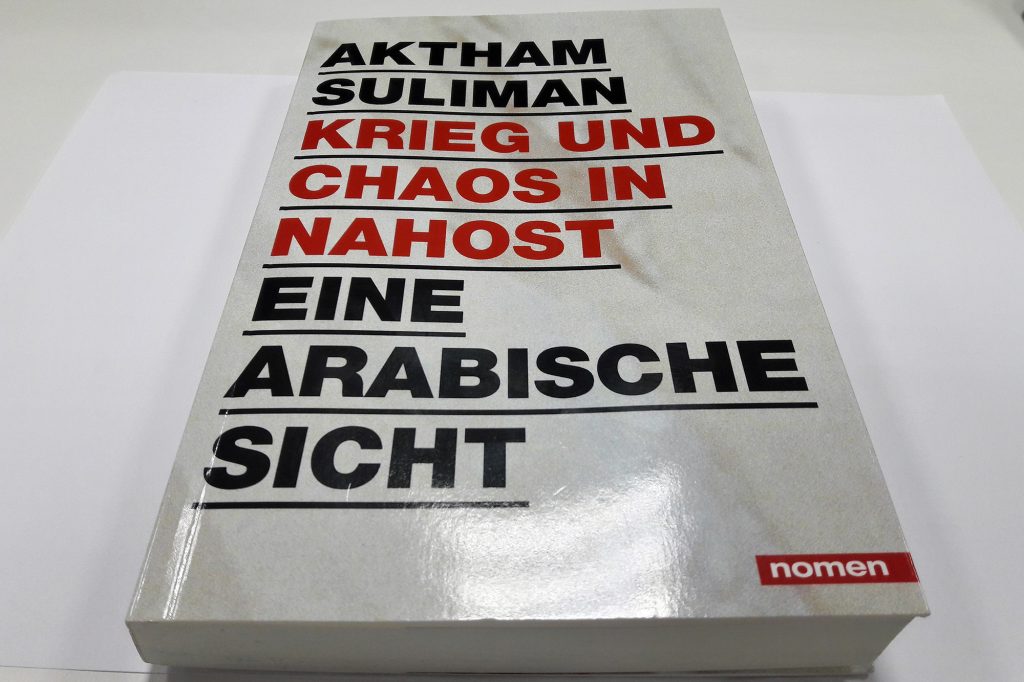 AKTHAM
SULIMAN
KRIEG UND
CHAOS IN
NAHOST
EINE
ARABISCHE
SICHT
nomen